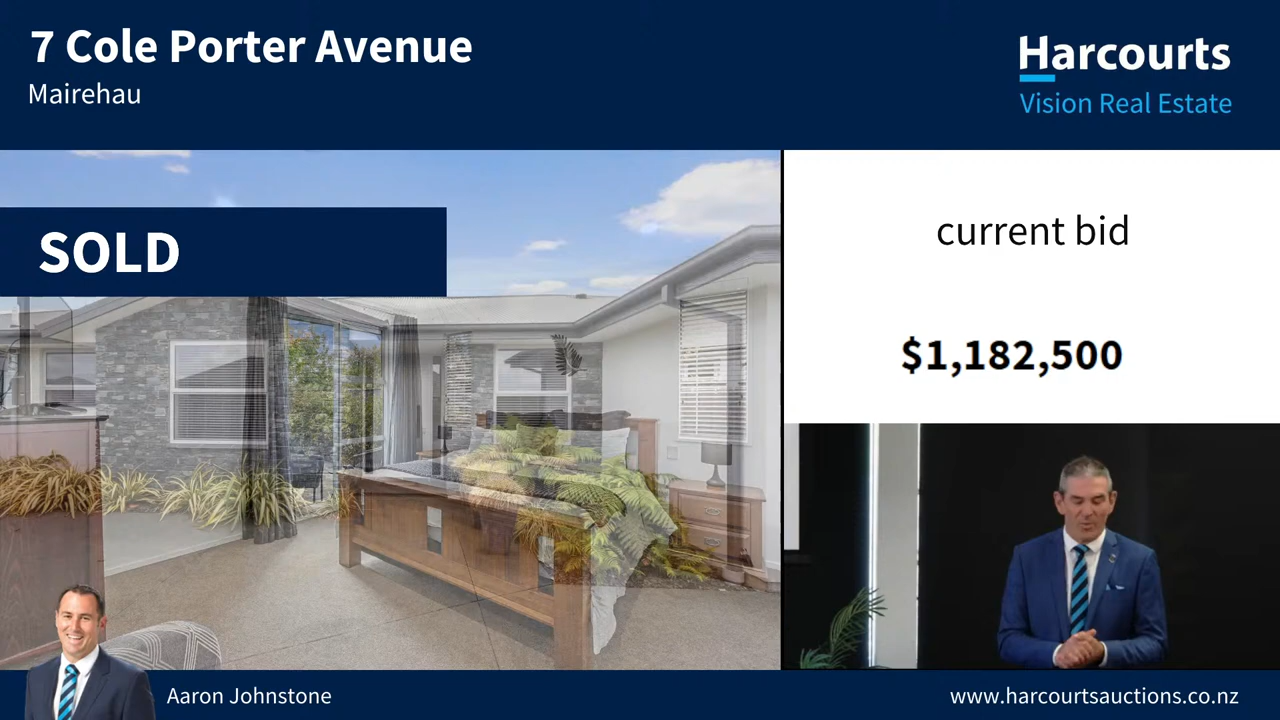 7 Cole Porter Avenue
Mairehau
Harcourts
Vision Real Estate
SOLD
current bid
$1,182,500
Aaron Johnstone
www.harcourtsauctions.co.nz